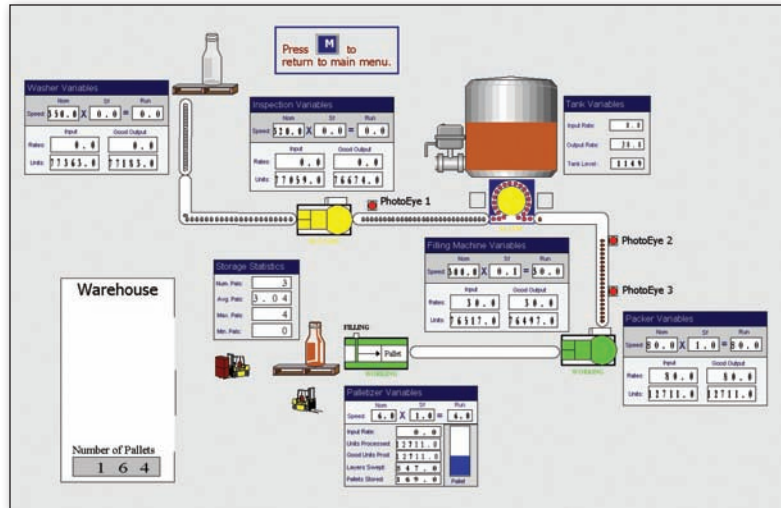 Press M to
return to main menu.
Washer Variables
Nom Sf Run
Speed: 350.0 X 0.0 = 0.0
Input Good Output
Rates: 0.0 0.0
Units: 77363.0 77183.0
Inspection Variables
Nom Sf Run
Speed: 320.0 X 0.0 = 0.0
Input Good Output
Rates: 0.0 0.0
Units: 77059.0 76674.0
Tank Variables
Input Rate: 0.0
Output Rate: 30.0
Tank Level: 1149
PhotoEye 1
PhotoEye 2
PhotoEye 3
Filling Machine Variables
Nom Sf Run
Speed: 300.0 X 0.1 = 30.0
Input Good Output
Rates: 30.0 30.0
Units: 76517.0 76497.0
Storage Statistics
Num. Pals: 3
Avg. Pals: 3.04
Max. Pals: 4
Min. Pals: 0
Warehouse
Number of Pallets
164
FILLING
Pallet
WORKING
WORKING
Packer Variables
Nom Sf Run
Speed: 80.0 X 1.0 = 80.0
Input Good Output
Rates: 80.0 80.0
Units: 12711.0 12711.0
Palletizer Variables
Nom Sf Run
Speed: 6.0 X 1.0 = 6.0
Input Rate: 0.0
Units Processed: 12711.0
Good Units Prod: 12711.0
Layers Swept: 847.0
Pallets Stored: 169.0
Pallet